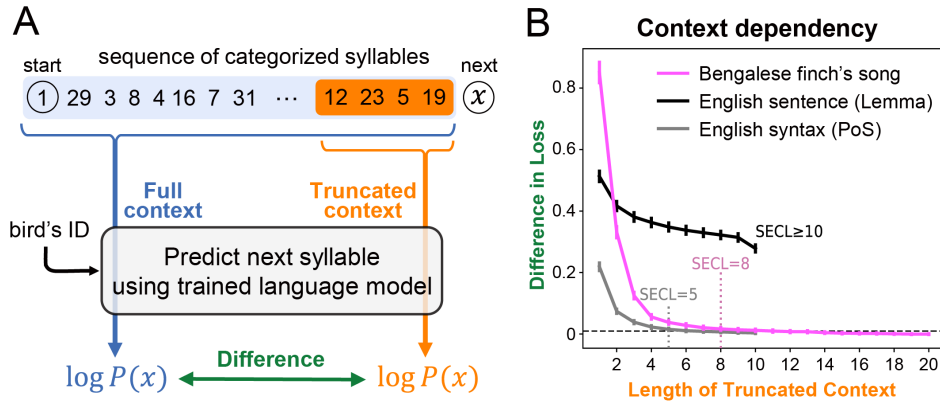 A
sequence of categorized syllables
start
next
1 29 3 8 4 16 7 31 ⋯ 12 23 5 19 x
Full context
Truncated context
bird's ID
Predict next syllable
using trained language model
Difference
log P(x)
log P(x)
B
Context dependency
Difference in Loss
0.8
0.6
0.4
0.2
0
Bengalese finch's song
English sentence (Lemma)
English syntax (PoS)
SECL≥10
SECL=8
SECL=5
2 4 6 8 10 12 14 16 18 20
Length of Truncated Context